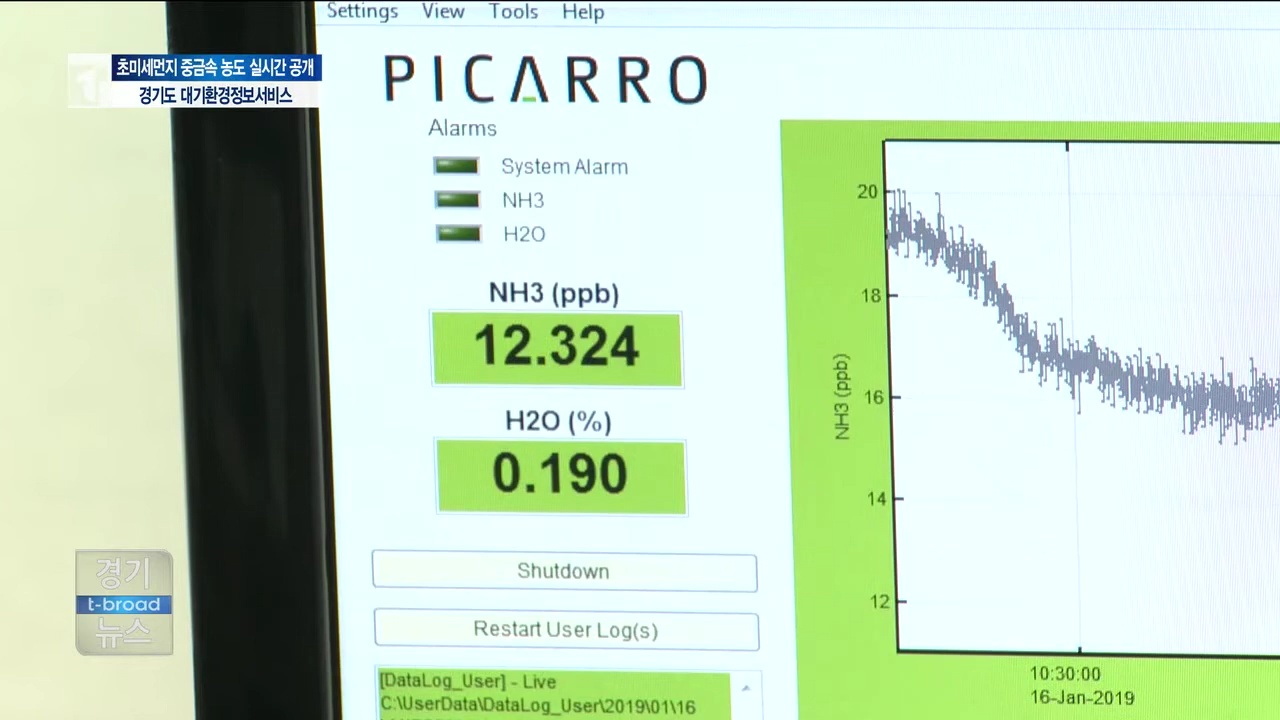 Settings View Tools Help
초미세먼지 중금속 농도 실시간 공개
경기도 대기환경정보서비스
PICARRO
Alarms
System Alarm
NH3
H2O
NH3 (ppb)
12.324
H2O (%)
0.190
Shutdown
Restart User Log(s)
[DataLog_User] - Live
C:\UserData\DataLog_User\2019\01\16
20
18
16
14
12
NH3 (ppb)
10:30:00
16-Jan-2019
경기
t-broad
뉴스